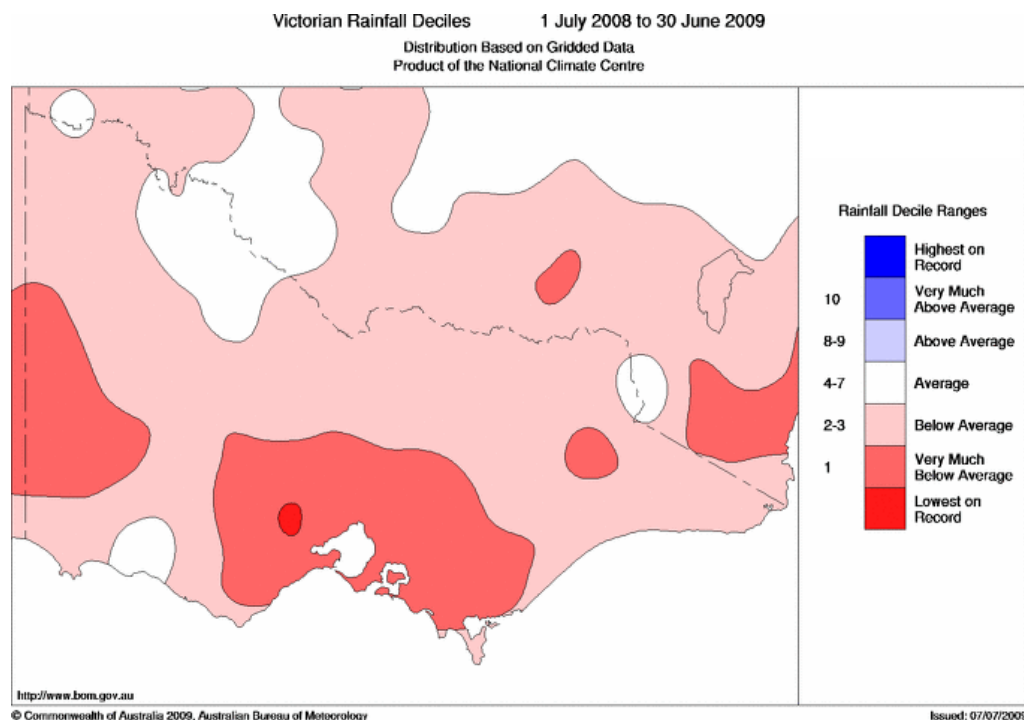 Victorian Rainfall Deciles 1 July 2008 to 30 June 2009
Distribution Based on Gridded Data
Product of the National Climate Centre
Rainfall Decile Ranges
Highest on
Record
10 Very Much
Above Average
8-9 Above Average
4-7 Average
2-3 Below Average
1 Very Much
Below Average
Lowest on
Record
http://www.bom.gov.au
© Commonwealth of Australia 2009, Australian Bureau of Meteorology
Issued: 07/07/2009